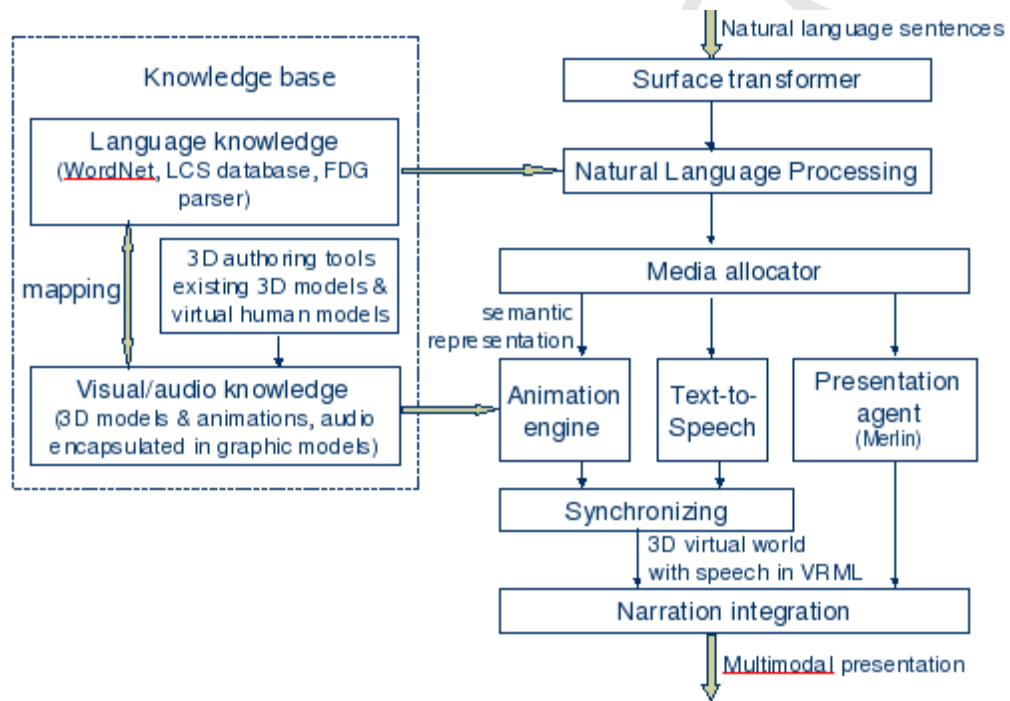 Natural language sentences
Surface transformer
Knowledge base
Language knowledge
(WordNet, LCS database, FDG
parser)
Natural Language Processing
3D authoring tools
existing 3D models &
virtual human models
mapping
Media allocator
semantic
representation
Visual/audio knowledge
(3D models & animations, audio
encapsulated in graphic models)
Animation
engine
Text-to-
Speech
Presentation
agent
(Merlin)
Synchronizing
3D virtual world
with speech in VRML
Narration integration
Multimodal presentation